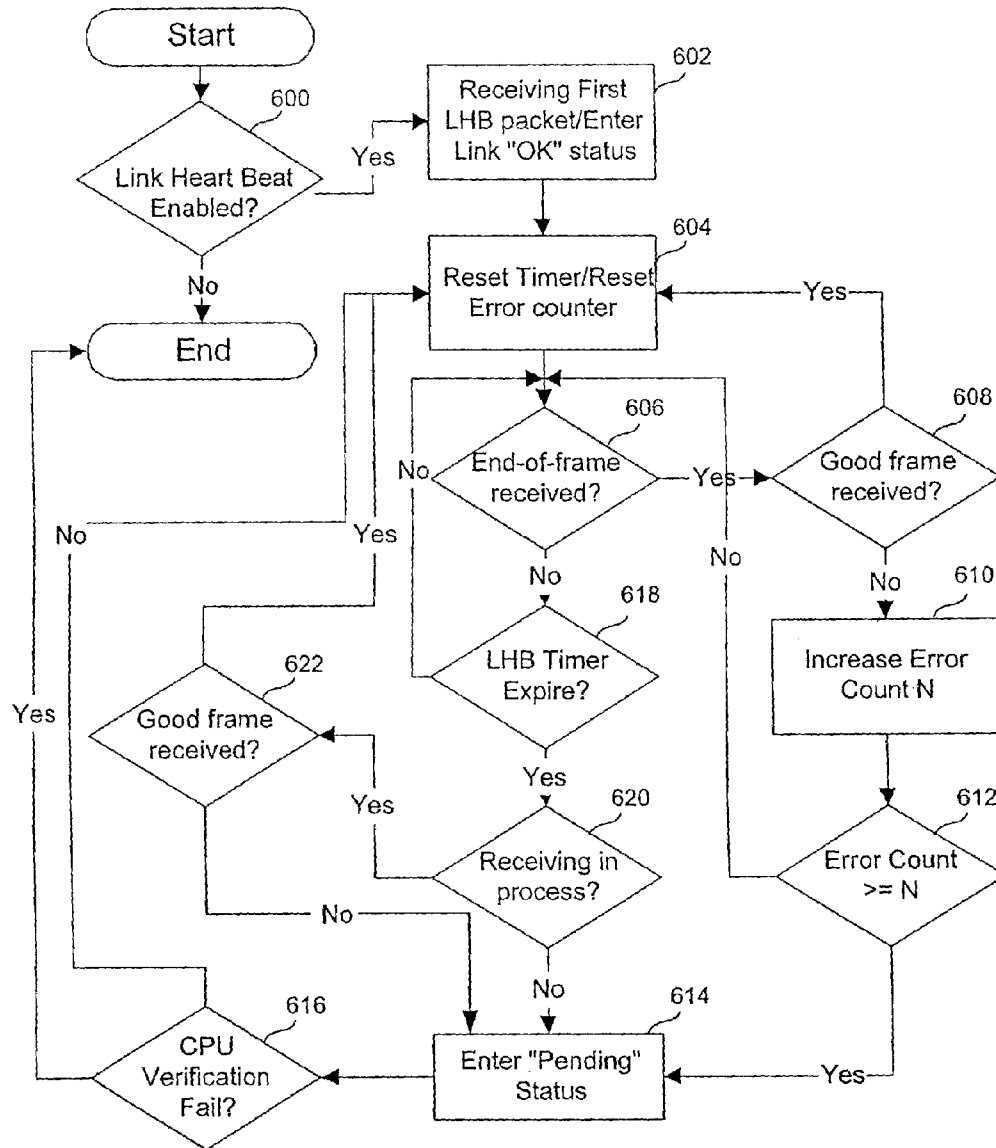 Start
600
Link Heart Beat
Enabled?
Yes
602
Receiving First
LHB packet/Enter
Link "OK" status
No
End
604
Reset Timer/Reset
Error counter
Yes
606
End-of-frame
received?
Yes
No
608
Good frame
received?
No
610
Increase Error
Count N
No
618
LHB Timer
Expire?
No
Yes
Yes
622
Good frame
received?
Yes
Yes
620
Receiving in
process?
Yes
612
Error Count
>= N
No
No
614
Enter "Pending"
Status
Yes
616
CPU
Verification
Fail?
No